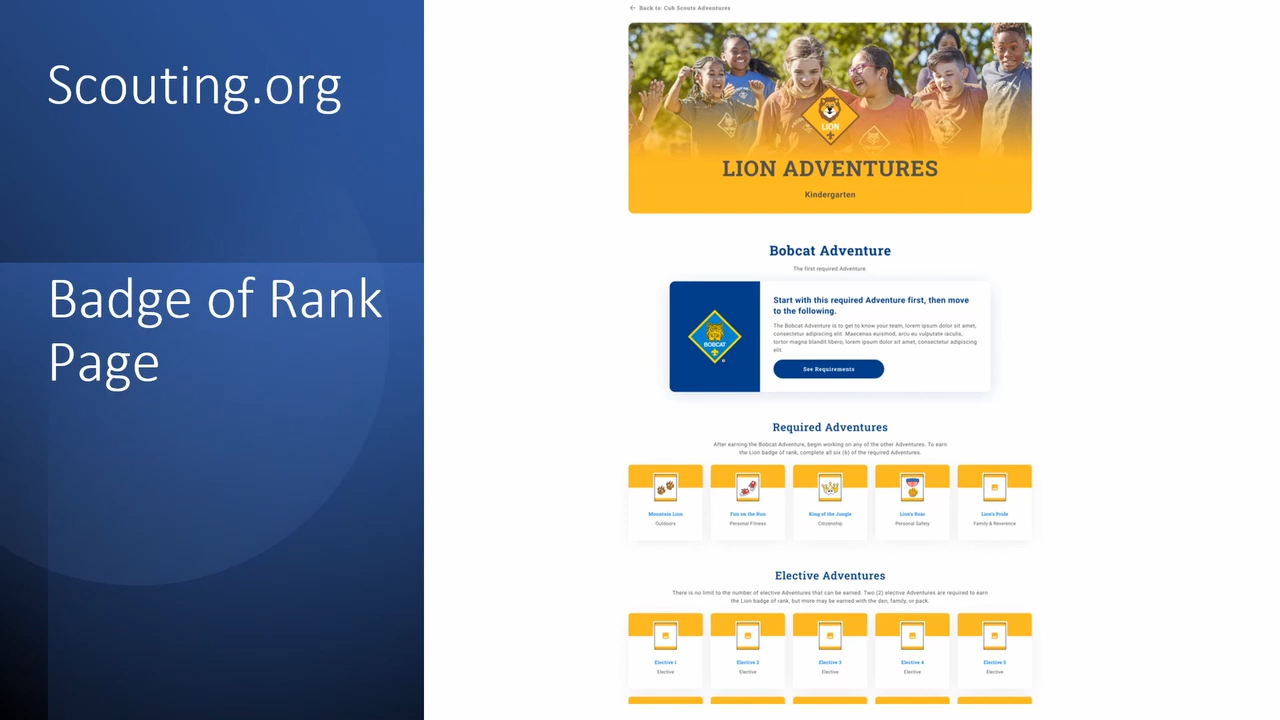 Scouting.org
Badge of Rank
Page
← Back to: Cub Scouts Adventures
LION
LION ADVENTURES
Kindergarten
Bobcat Adventure
The first required Adventure.
BOBCAT
Start with this required Adventure first, then move
to the following.
The Bobcat Adventure is to get to know your team, lorem ipsum dolor sit amet,
consectetur adipiscing elit. Maecenas euismod, arcu eu vulputate iaculis,
tortor magna blandit libero, lorem ipsum dolor sit amet, consectetur adipiscing
elit.
See Requirements
Required Adventures
After earning the Bobcat Adventure, begin working on any of the other Adventures. To earn
the Lion badge of rank, complete all six (6) of the required Adventures.
Mountain Lion
Outdoors
Fun on the Run
Personal Fitness
King of the Jungle
Citizenship
Lion's Roar
Personal Safety
Lion's Pride
Family & Reverence
Elective Adventures
There is no limit to the number of elective Adventures that can be earned. Two (2) elective Adventures are required to earn
the Lion badge of rank, but more may be earned with the den, family, or pack.
Elective 1
Elective
Elective 2
Elective
Elective 3
Elective
Elective 4
Elective
Elective 5
Elective